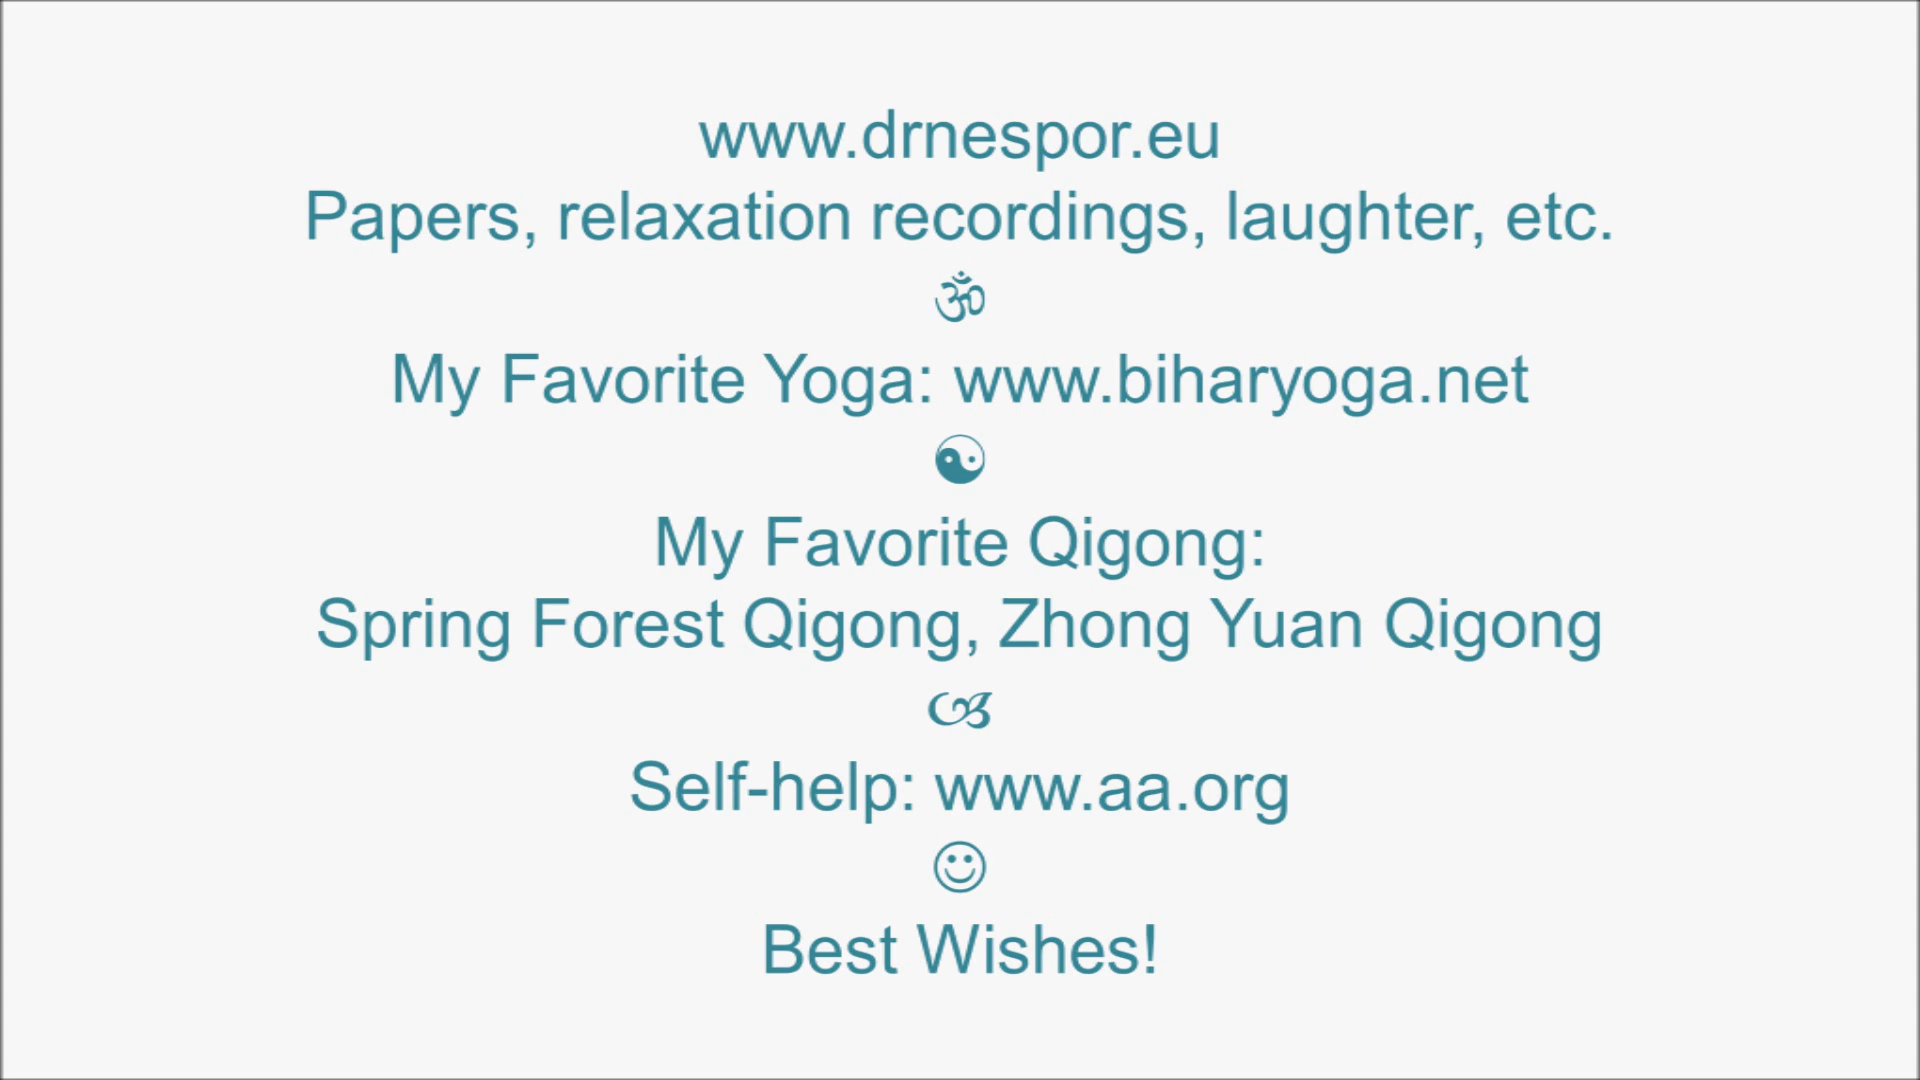 www.drnespor.eu
Papers, relaxation recordings, laughter, etc.
ॐ
My Favorite Yoga: www.biharyoga.net
☯
My Favorite Qigong:
Spring Forest Qigong, Zhong Yuan Qigong
🙚
Self-help: www.aa.org
☺
Best Wishes!